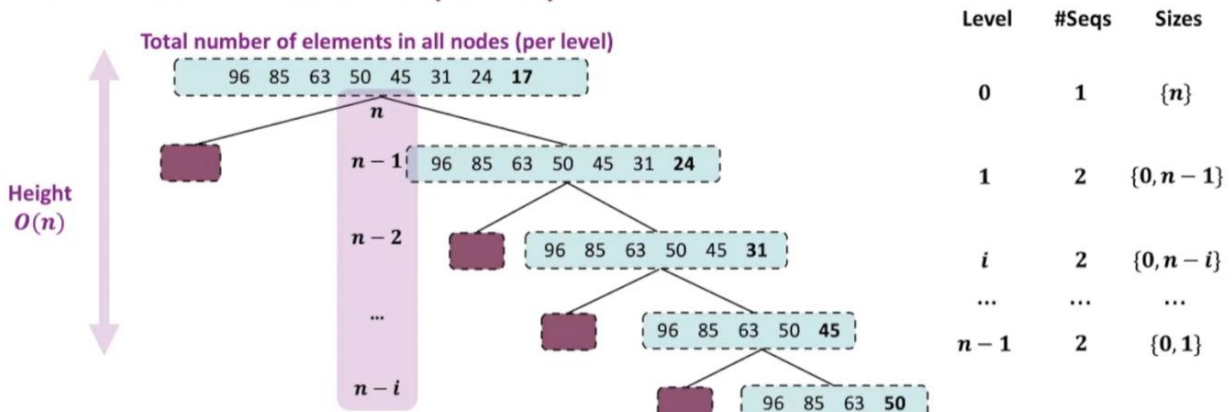 Level #Seqs Sizes
Total number of elements in all nodes (per level)
96 85 63 50 45 31 24 17
0 1 {n}
n
n − 1
96 85 63 50 45 31 24
1 2 {0, n − 1}
Height
O(n)
n − 2
96 85 63 50 45 31
i 2 {0, n − i}
... ... ...
...
96 85 63 50 45
n − 1 2 {0, 1}
n − i
96 85 63 50